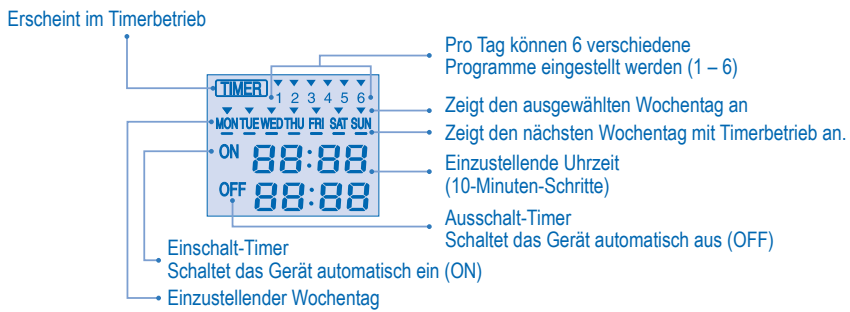 Erscheint im Timerbetrieb
Pro Tag können 6 verschiedene
Programme eingestellt werden (1 – 6)
TIMER
1 2 3 4 5 6
Zeigt den ausgewählten Wochentag an
MON TUE WED THU FRI SAT SUN
Zeigt den nächsten Wochentag mit Timerbetrieb an.
ON 88:88
Einzustellende Uhrzeit
(10-Minuten-Schritte)
OFF 88:88
Ausschalt-Timer
Schaltet das Gerät automatisch aus (OFF)
Einschalt-Timer
Schaltet das Gerät automatisch ein (ON)
Einzustellender Wochentag